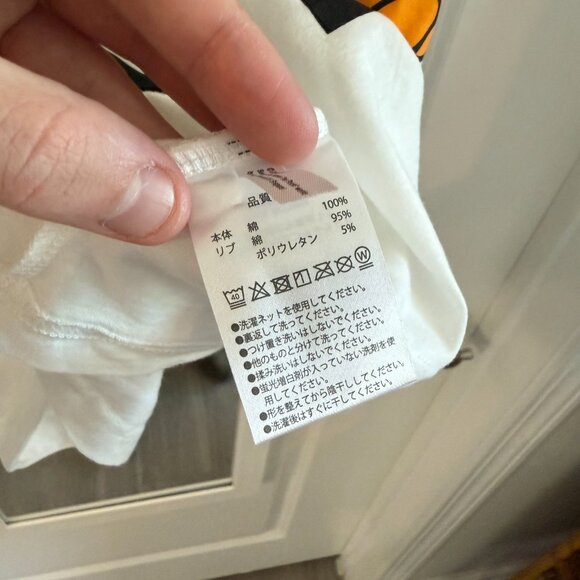 品質
本体 綿 100%
リブ 綿 95%
ポリウレタン 5%
40 W
●洗濯ネットを使用してください。
●裏返して洗ってください。
●つけ置き洗いはしないでください。
●他のものと分けて洗ってください。
●揉み洗いはしないでください。
●蛍光増白剤が入っていない洗剤を使
用してください。
●形を整えてから陰干ししてください。
●洗濯後はすぐに干してください。